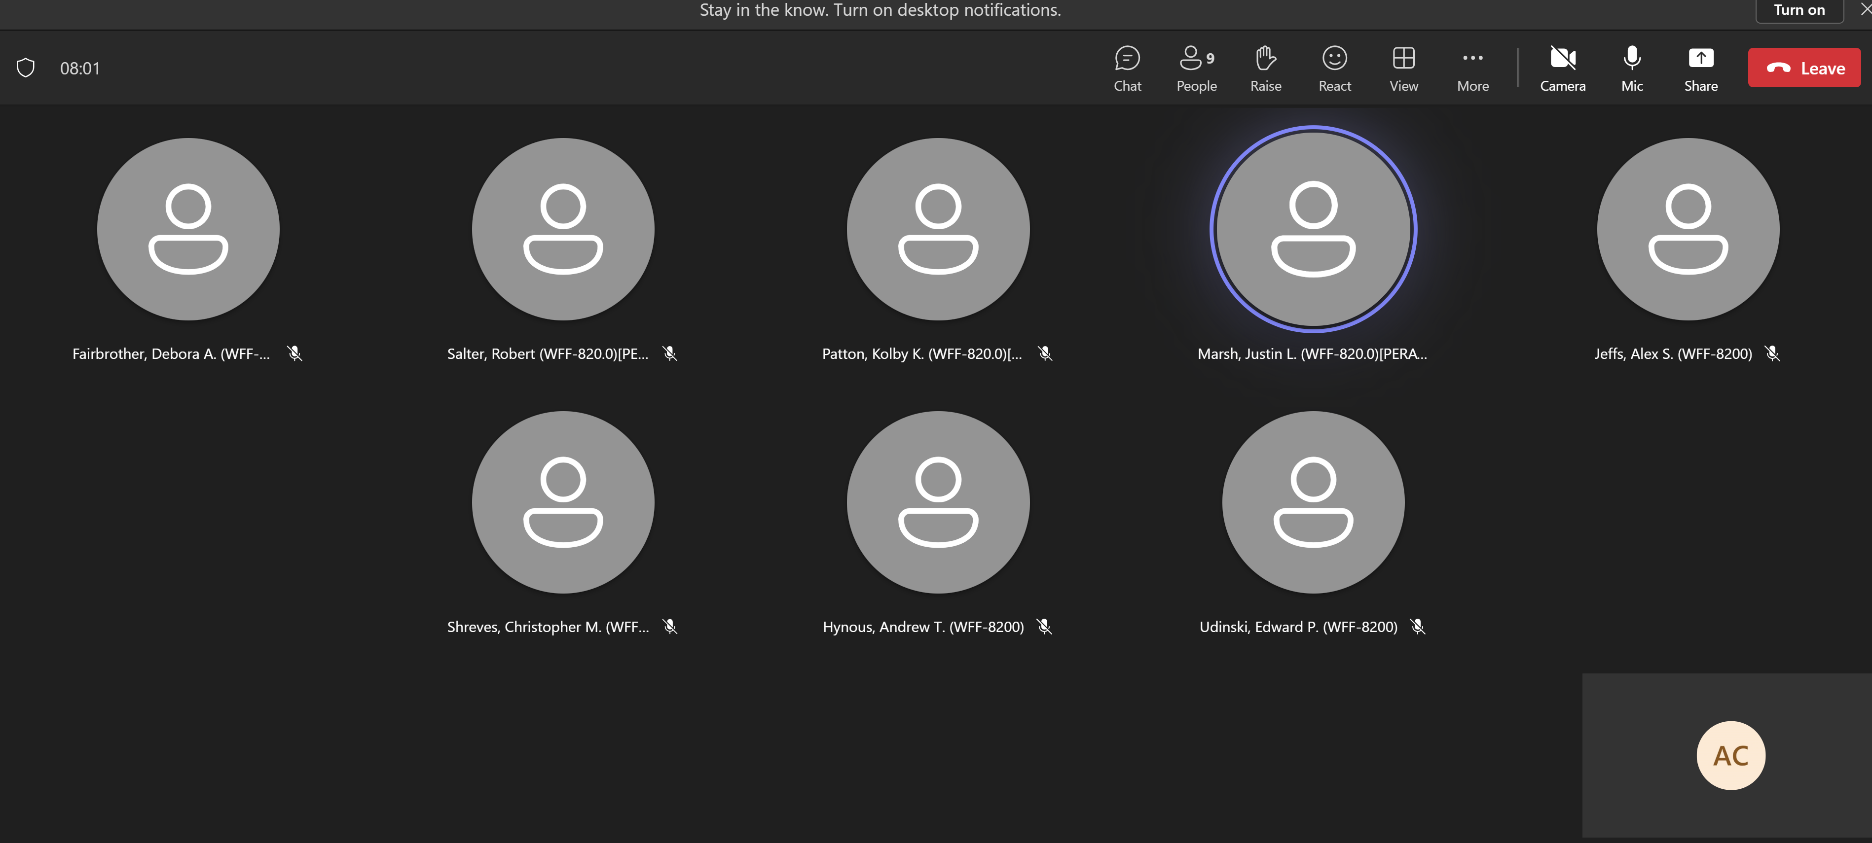 Stay in the know. Turn on desktop notifications.
Turn on
08:01
Chat
People
9
Raise
React
View
More
Camera
Mic
Share
Leave
Fairbrother, Debora A. (WFF-...
Salter, Robert (WFF-820.0)[PE...
Patton, Kolby K. (WFF-820.0)[...
Marsh, Justin L. (WFF-820.0)[PERA...
Jeffs, Alex S. (WFF-8200)
Shreves, Christopher M. (WFF...
Hynous, Andrew T. (WFF-8200)
Udinski, Edward P. (WFF-8200)
AC